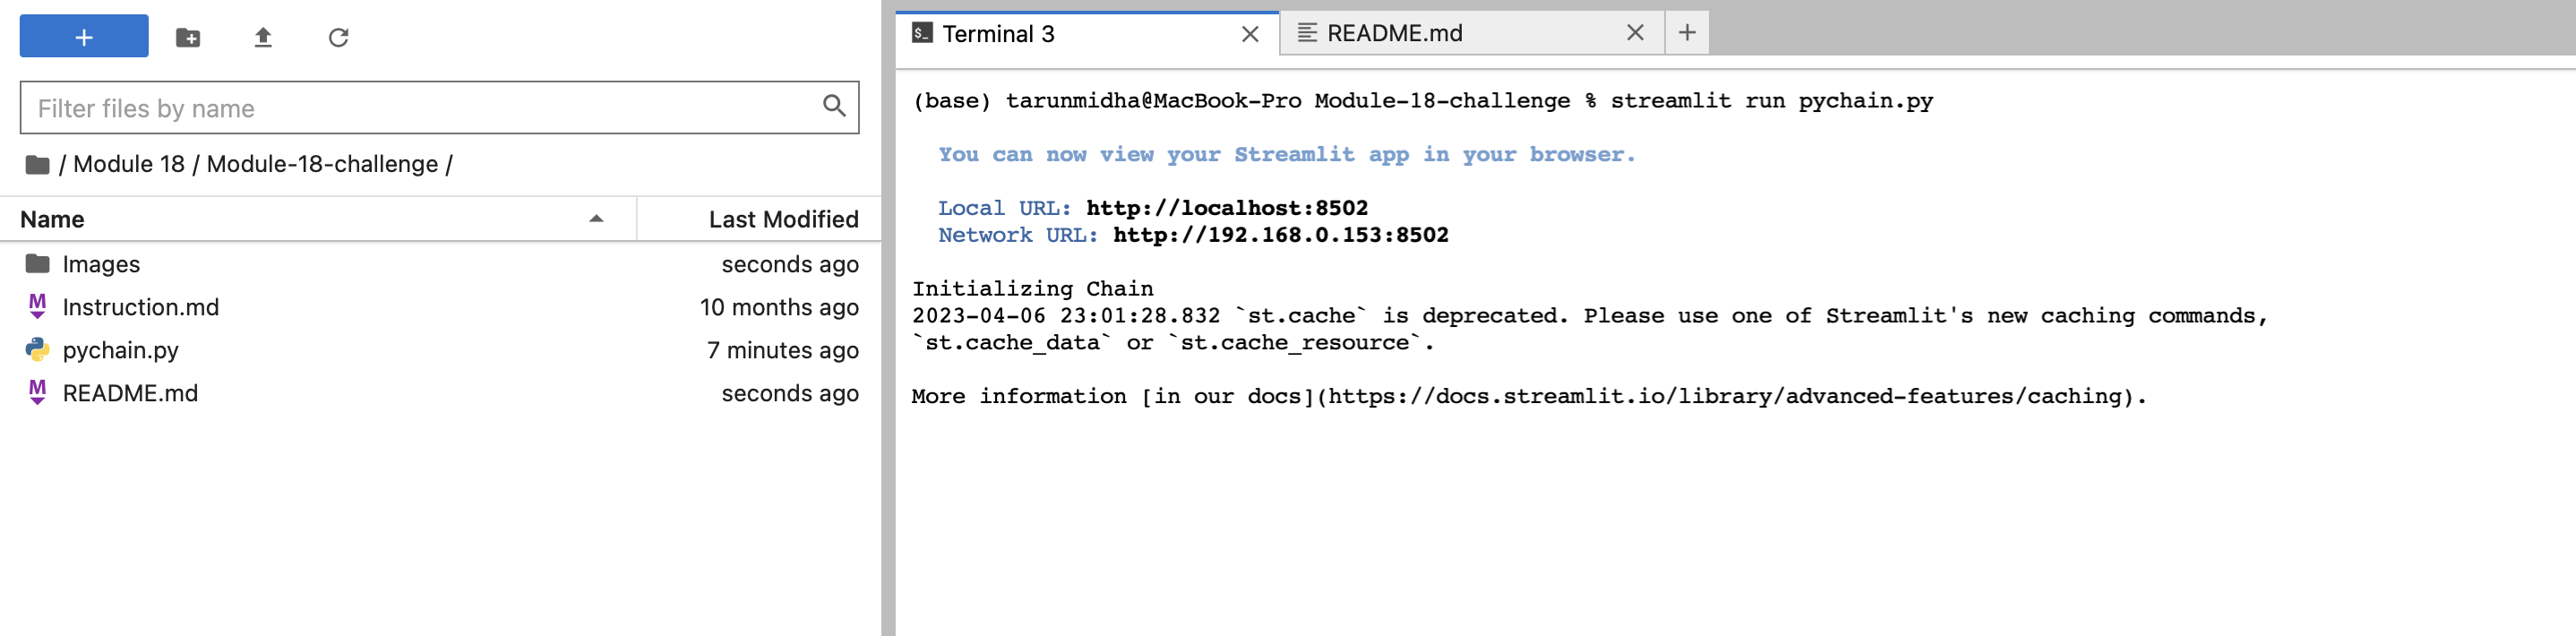 Filter files by name
/ Module 18 / Module-18-challenge /
Name Last Modified
Images seconds ago
Instruction.md 10 months ago
pychain.py 7 minutes ago
README.md seconds ago
Terminal 3 README.md
(base) tarunmidha@MacBook-Pro Module-18-challenge % streamlit run pychain.py
You can now view your Streamlit app in your browser.
Local URL: http://localhost:8502
Network URL: http://192.168.0.153:8502
Initializing Chain
2023-04-06 23:01:28.832 `st.cache` is deprecated. Please use one of Streamlit's new caching commands,
`st.cache_data` or `st.cache_resource`.
More information [in our docs](https://docs.streamlit.io/library/advanced-features/caching).